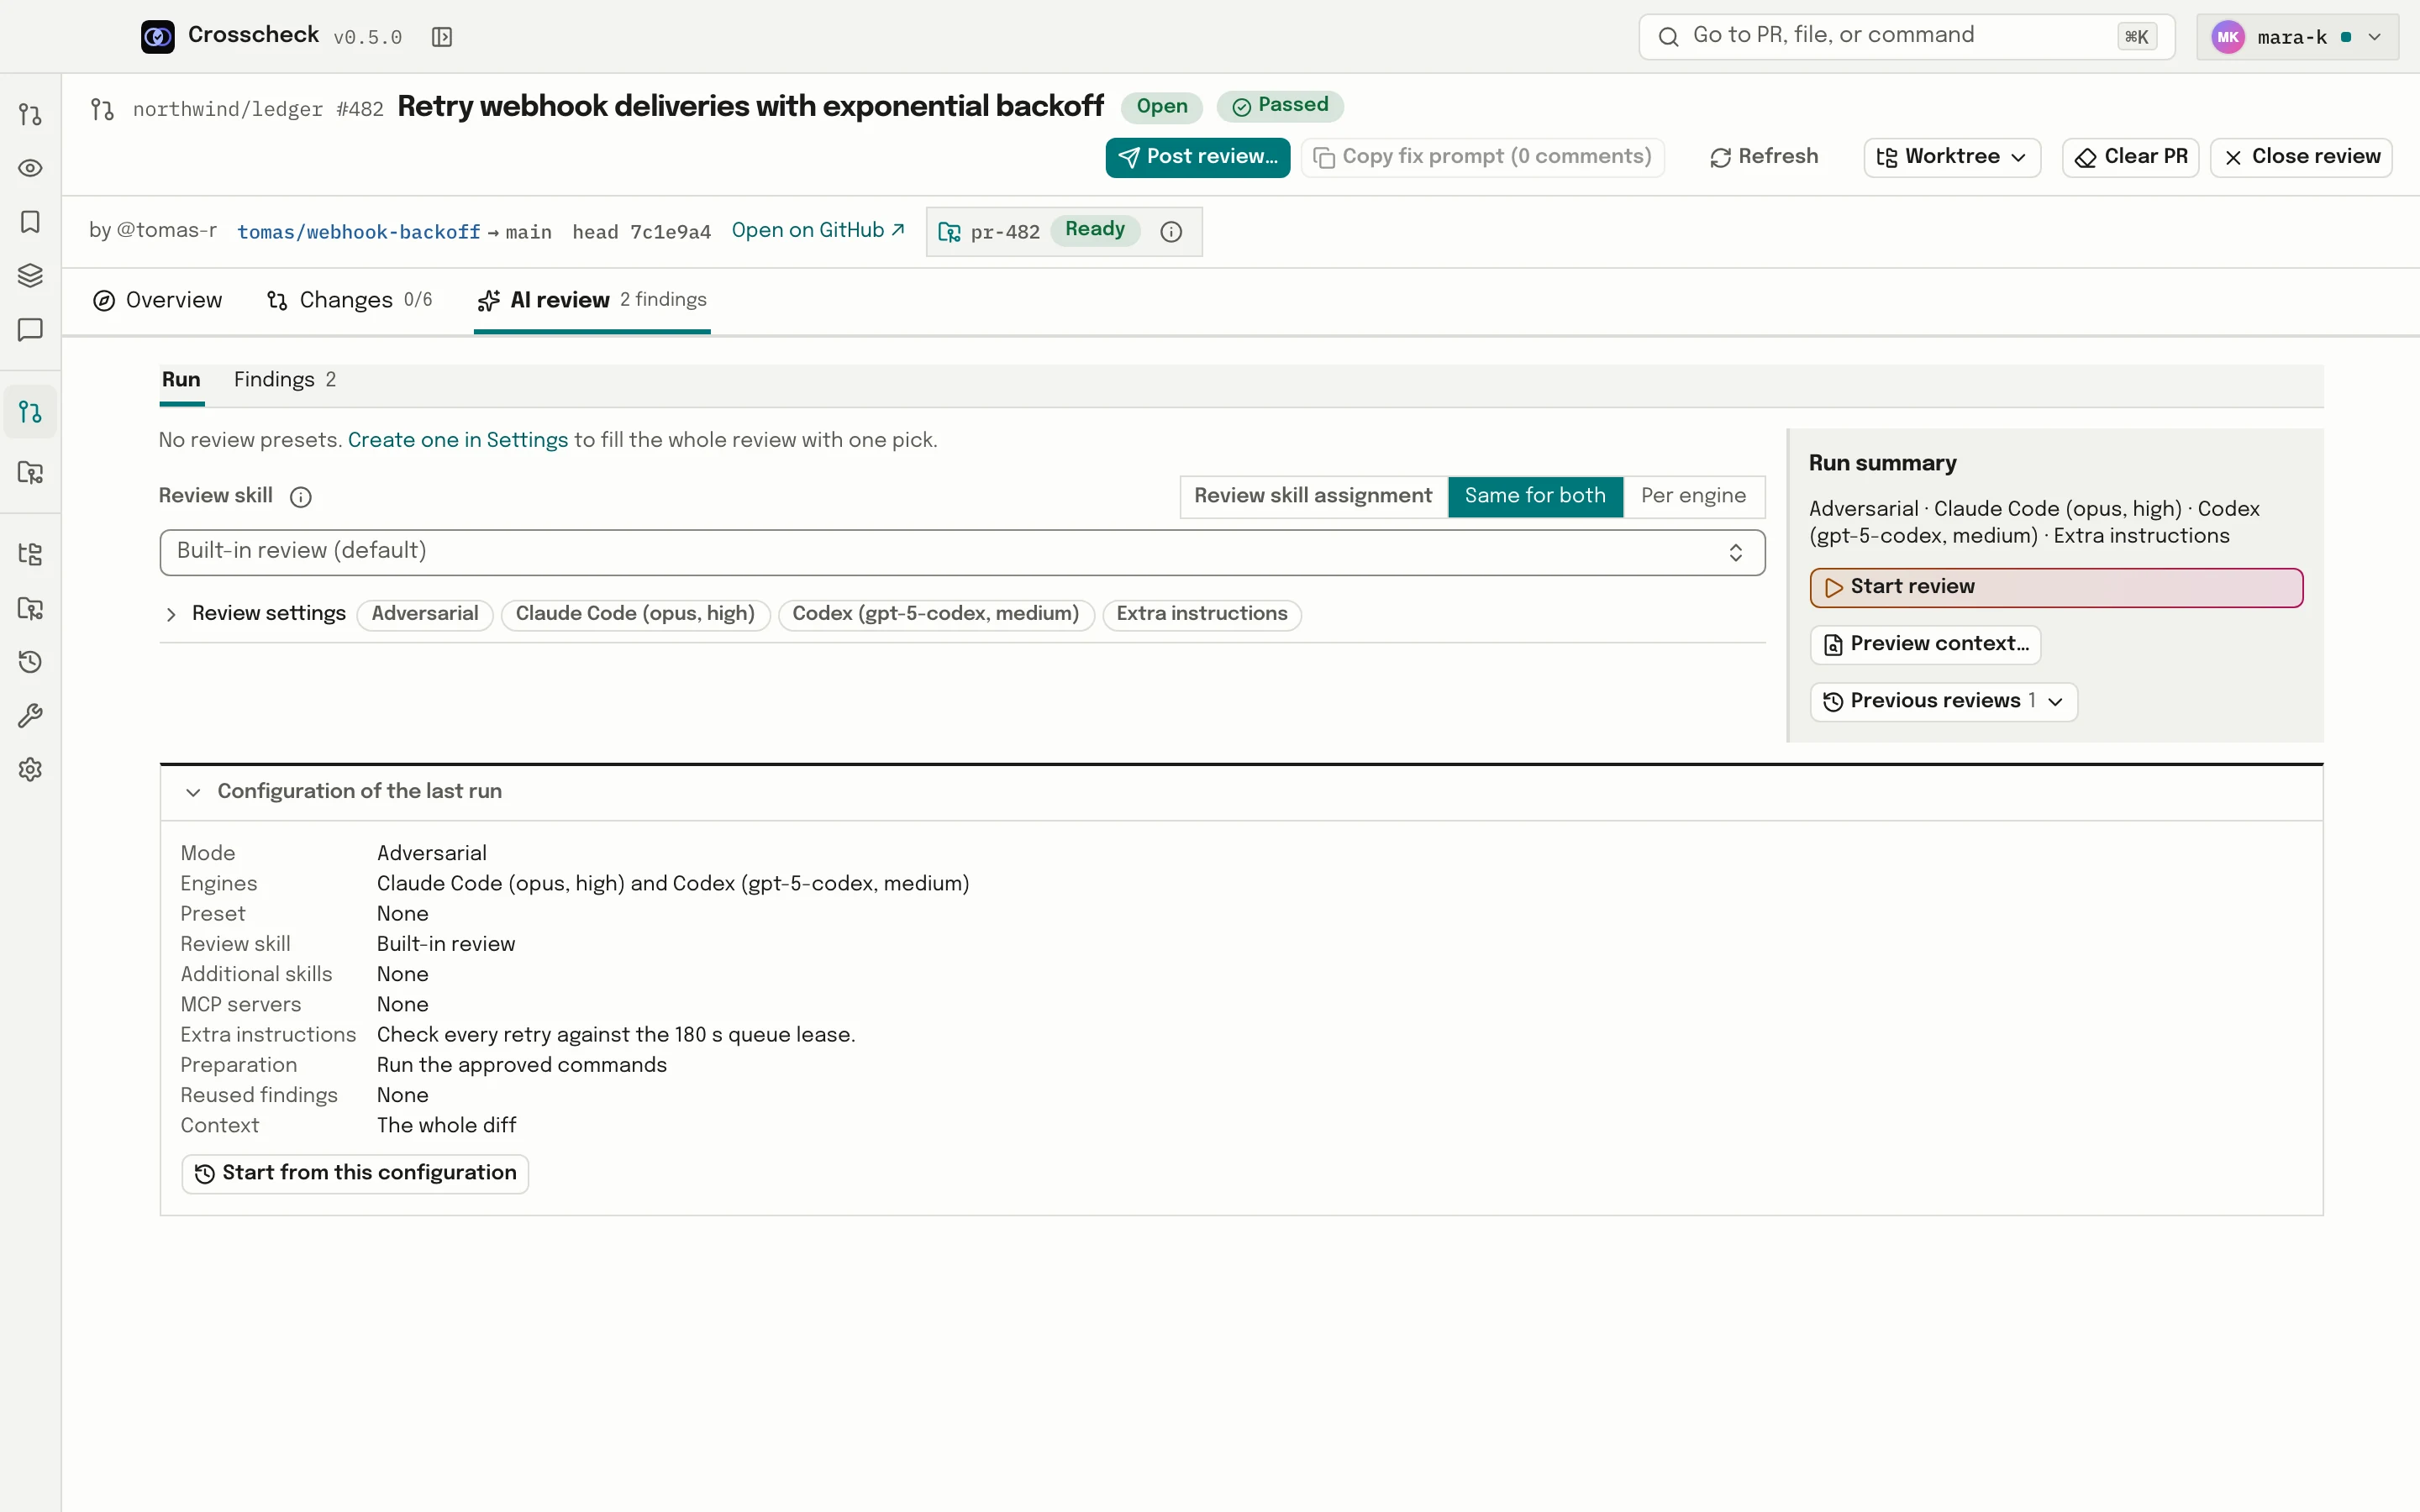 Crosscheck v0.5.0
Go to PR, file, or command ⌘K
MK mara-k
northwind/ledger #482 Retry webhook deliveries with exponential backoff Open Passed
Post review… Copy fix prompt (0 comments) Refresh Worktree Clear PR Close review
by @tomas-r tomas/webhook-backoff → main head 7c1e9a4 Open on GitHub ↗ pr-482 Ready
Overview Changes 0/6 AI review 2 findings
Run Findings 2
No review presets. Create one in Settings to fill the whole review with one pick.
Review skill Review skill assignment Same for both Per engine
Built-in review (default)
Review settings Adversarial Claude Code (opus, high) Codex (gpt-5-codex, medium) Extra instructions
Run summary
Adversarial · Claude Code (opus, high) · Codex
(gpt-5-codex, medium) · Extra instructions
Start review
Preview context…
Previous reviews 1
Configuration of the last run
Mode Adversarial
Engines Claude Code (opus, high) and Codex (gpt-5-codex, medium)
Preset None
Review skill Built-in review
Additional skills None
MCP servers None
Extra instructions Check every retry against the 180 s queue lease.
Preparation Run the approved commands
Reused findings None
Context The whole diff
Start from this configuration